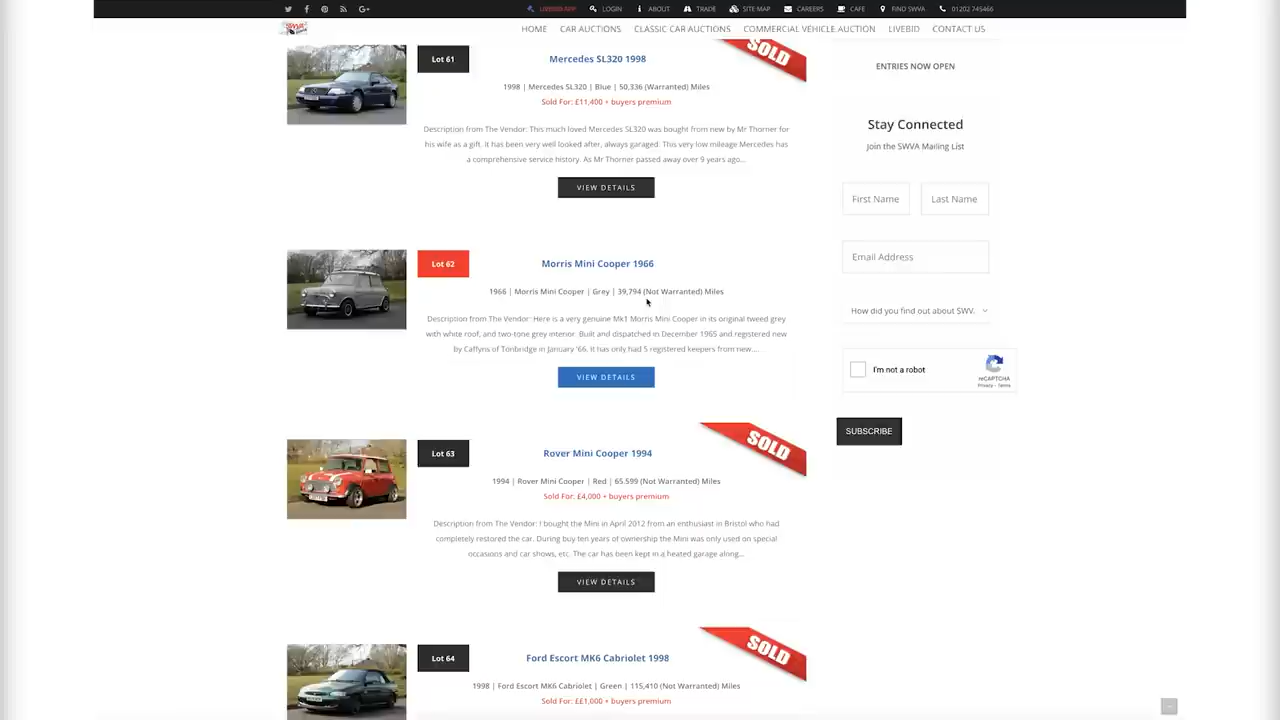 LIVEBID APP LOGIN ABOUT TRADE SITE MAP CAREERS CAFE FIND SWVA 01202 745466
HOME CAR AUCTIONS CLASSIC CAR AUCTIONS COMMERCIAL VEHICLE AUCTION LIVEBID CONTACT US
Lot 61
Mercedes SL320 1998
SOLD
1998 | Mercedes SL320 | Blue | 50,336 (Warranted) Miles
Sold For: £11,400 + buyers premium
Description from The Vendor: This much loved Mercedes SL320 was bought from new by Mr Thorner for
his wife as a gift. It has been very well looked after, always garaged. This very low mileage Mercedes has
a comprehensive service history. As Mr Thorner passed away over 9 years ago...
VIEW DETAILS
Lot 62
Morris Mini Cooper 1966
1966 | Morris Mini Cooper | Grey | 39,794 (Not Warranted) Miles
Description from The Vendor: Here is a very genuine Mk1 Morris Mini Cooper in its original tweed grey
with white roof, and two-tone grey interior. Built and dispatched in December 1965 and registered new
by Caffyns of Tonbridge in January '66. It has only had 5 registered keepers from new....
VIEW DETAILS
Lot 63
Rover Mini Cooper 1994
SOLD
1994 | Rover Mini Cooper | Red | 65.599 (Not Warranted) Miles
Sold For: £4,000 + buyers premium
Description from The Vendor: I bought the Mini in April 2012 from an enthusiast in Bristol who had
completely restored the car. During buy ten years of ownership the Mini was only used on special
occasions and car shows, etc. The car has been kept in a heated garage along...
VIEW DETAILS
Lot 64
Ford Escort MK6 Cabriolet 1998
SOLD
1998 | Ford Escort MK6 Cabriolet | Green | 115,410 (Not Warranted) Miles
Sold For: ££1,000 + buyers premium
ENTRIES NOW OPEN
Stay Connected
Join the SWVA Mailing List
First Name Last Name
Email Address
How did you find out about SWV.
I'm not a robot
reCAPTCHA
Privacy - Terms
SUBSCRIBE